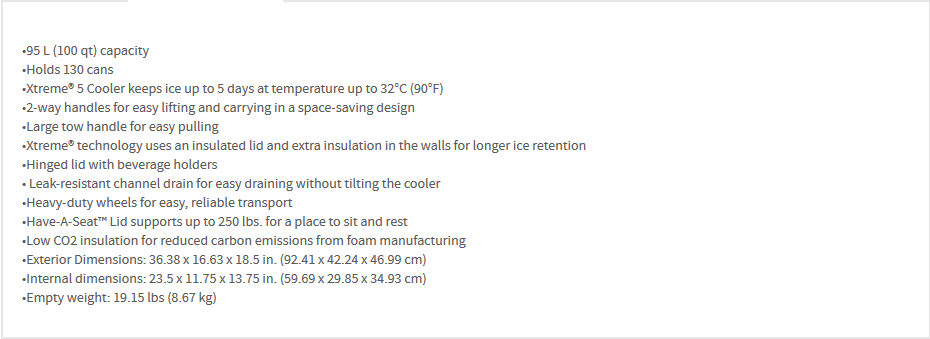 •95 L (100 qt) capacity
•Holds 130 cans
•Xtreme® 5 Cooler keeps ice up to 5 days at temperature up to 32°C (90°F)
•2-way handles for easy lifting and carrying in a space-saving design
•Large tow handle for easy pulling
•Xtreme® technology uses an insulated lid and extra insulation in the walls for longer ice retention
•Hinged lid with beverage holders
• Leak-resistant channel drain for easy draining without tilting the cooler
•Heavy-duty wheels for easy, reliable transport
•Have-A-Seat™ Lid supports up to 250 lbs. for a place to sit and rest
•Low CO2 insulation for reduced carbon emissions from foam manufacturing
•Exterior Dimensions: 36.38 x 16.63 x 18.5 in. (92.41 x 42.24 x 46.99 cm)
•Internal dimensions: 23.5 x 11.75 x 13.75 in. (59.69 x 29.85 x 34.93 cm)
•Empty weight: 19.15 lbs (8.67 kg)